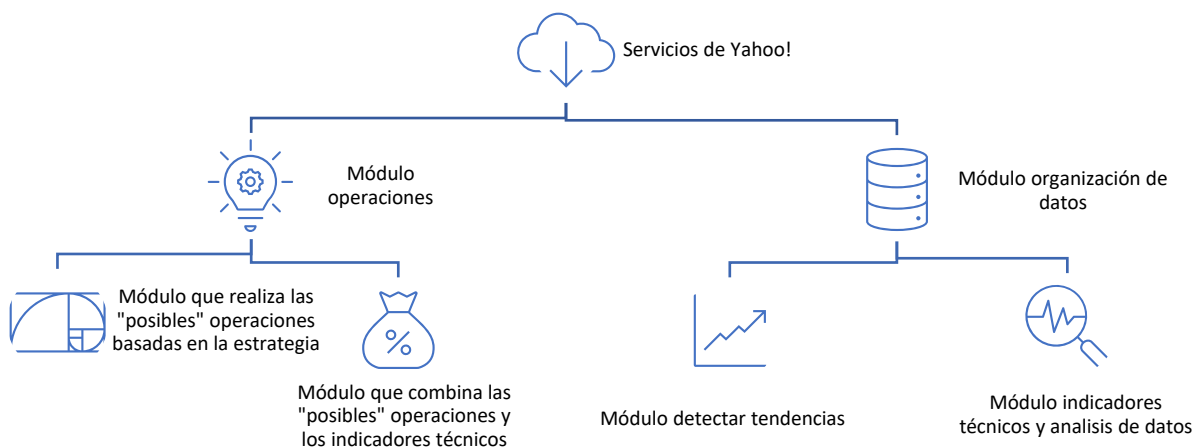 Servicios de Yahoo!
Módulo
operaciones
Módulo organización de
datos
Módulo que realiza las
"posibles" operaciones
basadas en la estrategia
Módulo que combina las
"posibles" operaciones y
los indicadores técnicos
Módulo detectar tendencias
Módulo indicadores
técnicos y analisis de datos